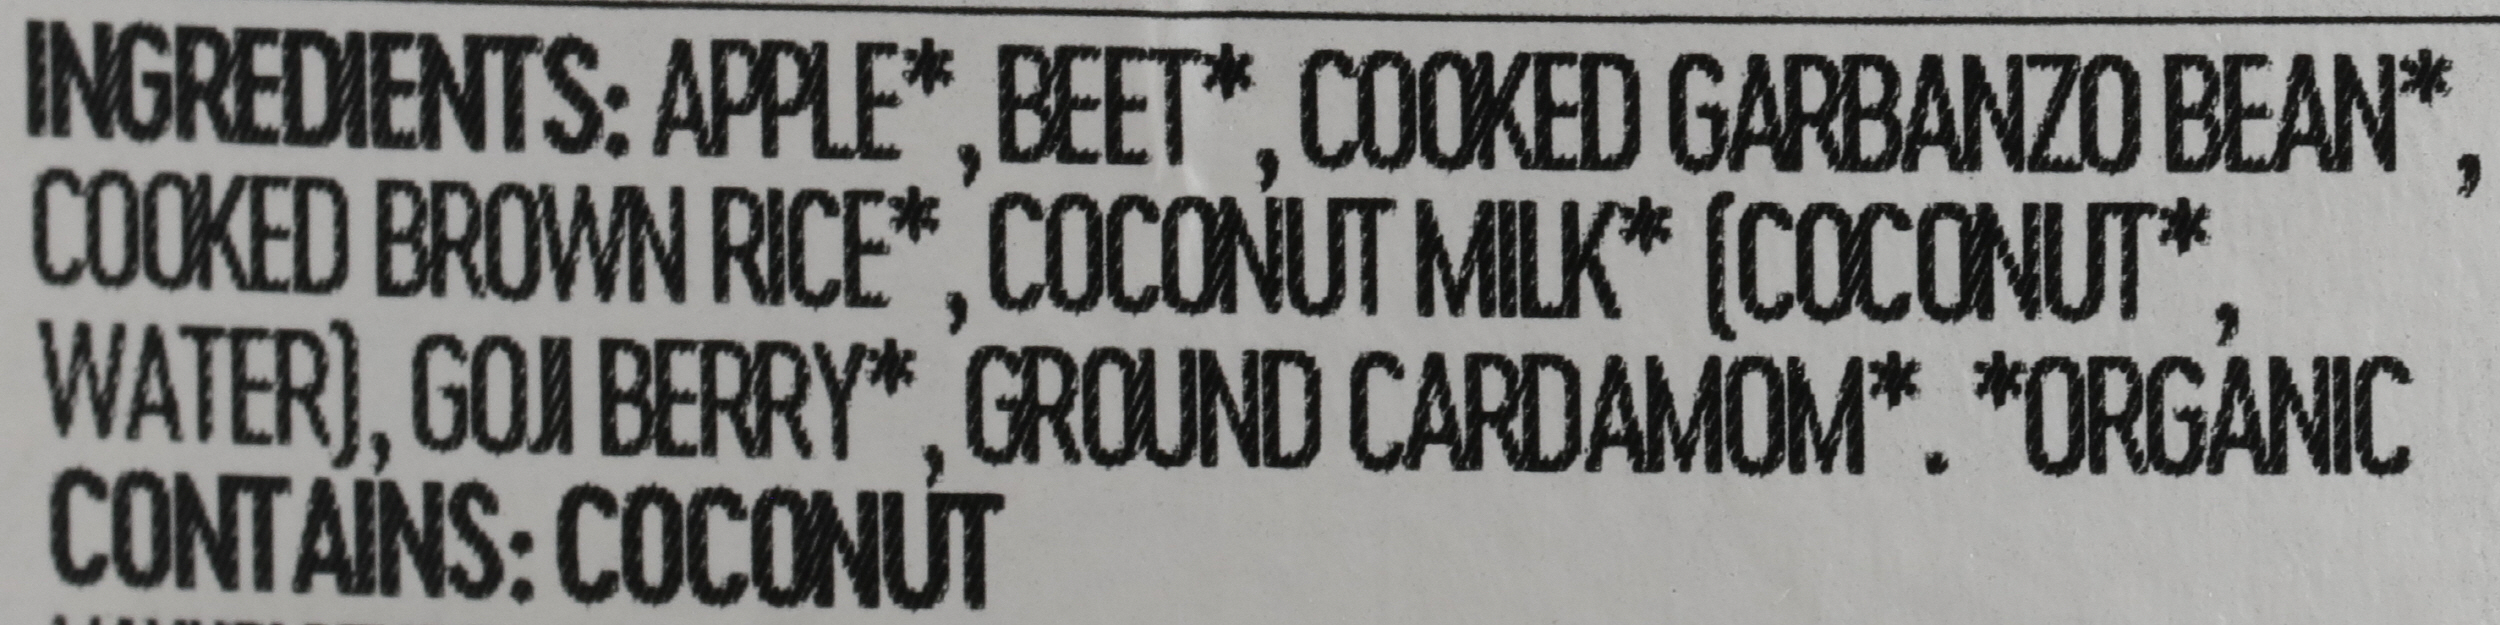 INGREDIENTS: APPLE*, BEET*, COOKED GARBANZO BEAN*,
COOKED BROWN RICE*, COCONUT MILK* (COCONUT*,
WATER), GOJI BERRY*, GROUND CARDAMOM*. *ORGANIC
CONTAINS: COCONUT